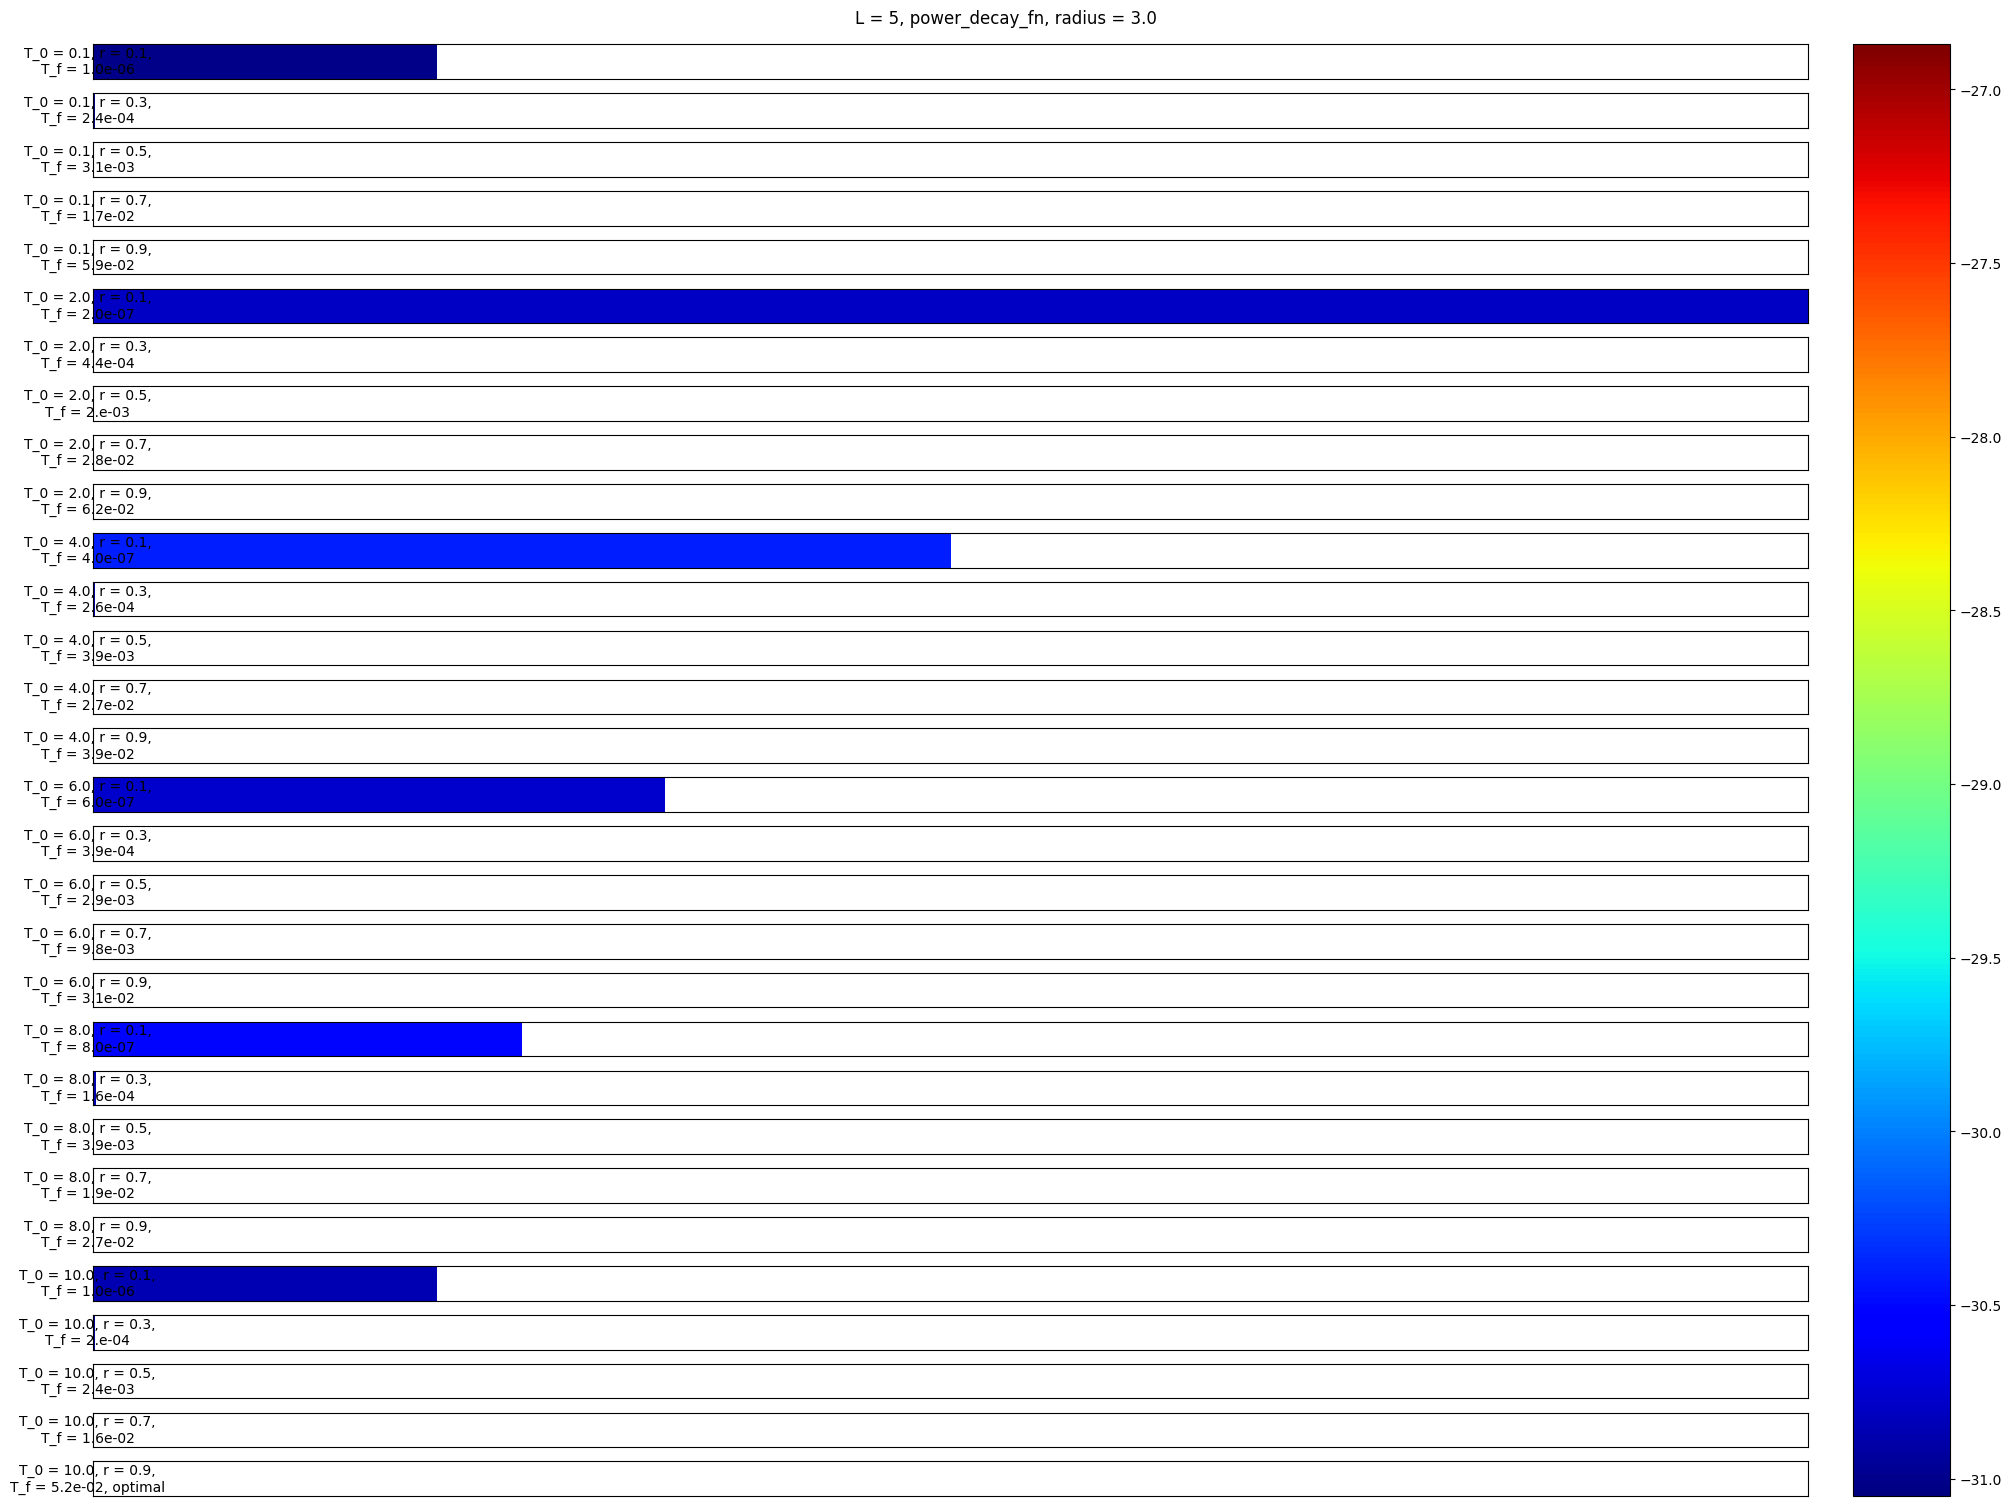 L = 5, power_decay_fn, radius = 3.0
T_0 = 0.1, r = 0.1,
T_f = 1.0e-06
T_0 = 0.1, r = 0.3,
T_f = 2.4e-04
T_0 = 0.1, r = 0.5,
T_f = 3.1e-03
T_0 = 0.1, r = 0.7,
T_f = 1.7e-02
T_0 = 0.1, r = 0.9,
T_f = 5.9e-02
T_0 = 2.0, r = 0.1,
T_f = 2.0e-07
T_0 = 2.0, r = 0.3,
T_f = 4.4e-04
T_0 = 2.0, r = 0.5,
T_f = 2.e-03
T_0 = 2.0, r = 0.7,
T_f = 2.8e-02
T_0 = 2.0, r = 0.9,
T_f = 6.2e-02
T_0 = 4.0, r = 0.1,
T_f = 4.0e-07
T_0 = 4.0, r = 0.3,
T_f = 2.6e-04
T_0 = 4.0, r = 0.5,
T_f = 3.9e-03
T_0 = 4.0, r = 0.7,
T_f = 2.7e-02
T_0 = 4.0, r = 0.9,
T_f = 3.9e-02
T_0 = 6.0, r = 0.1,
T_f = 6.0e-07
T_0 = 6.0, r = 0.3,
T_f = 3.9e-04
T_0 = 6.0, r = 0.5,
T_f = 2.9e-03
T_0 = 6.0, r = 0.7,
T_f = 9.8e-03
T_0 = 6.0, r = 0.9,
T_f = 3.1e-02
T_0 = 8.0, r = 0.1,
T_f = 8.0e-07
T_0 = 8.0, r = 0.3,
T_f = 1.6e-04
T_0 = 8.0, r = 0.5,
T_f = 3.9e-03
T_0 = 8.0, r = 0.7,
T_f = 1.9e-02
T_0 = 8.0, r = 0.9,
T_f = 2.7e-02
T_0 = 10.0, r = 0.1,
T_f = 1.0e-06
T_0 = 10.0, r = 0.3,
T_f = 2.e-04
T_0 = 10.0, r = 0.5,
T_f = 2.4e-03
T_0 = 10.0, r = 0.7,
T_f = 1.6e-02
T_0 = 10.0, r = 0.9,
T_f = 5.2e-02, optimal
−27.0
−27.5
−28.0
−28.5
−29.0
−29.5
−30.0
−30.5
−31.0